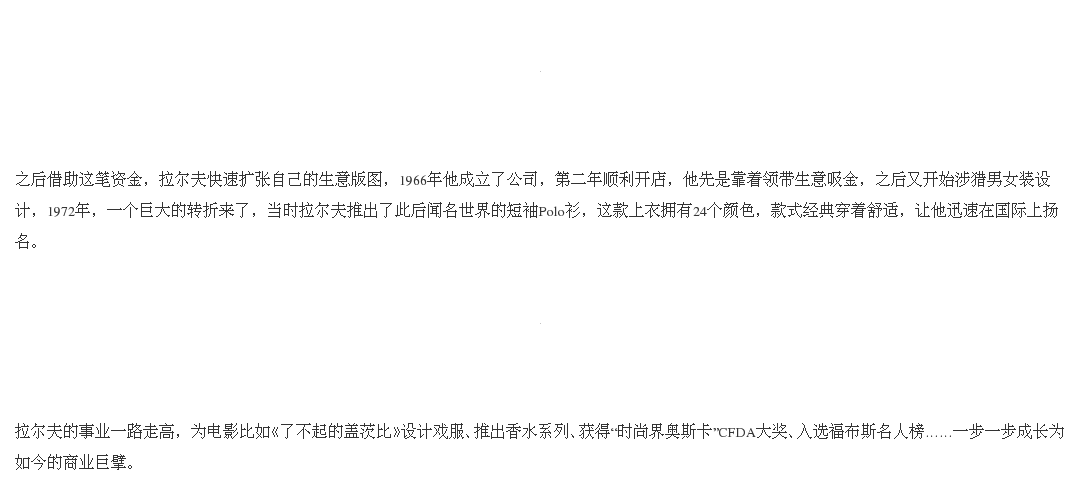 之后借助这笔资金，拉尔夫快速扩张自己的生意版图，1966年他成立了公司，第二年顺利开店，他先是靠着领带生意吸金，之后又开始涉猎男女装设
计，1972年，一个巨大的转折来了，当时拉尔夫推出了此后闻名世界的短袖Polo衫，这款上衣拥有24个颜色，款式经典穿着舒适，让他迅速在国际上扬
名。
拉尔夫的事业一路走高，为电影比如《了不起的盖茨比》设计戏服、推出香水系列、获得“时尚界奥斯卡”CFDA大奖、入选福布斯名人榜……一步一步成长为
如今的商业巨擘。